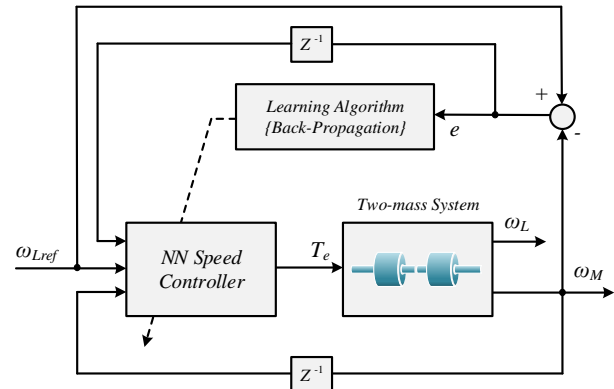 Z⁻¹
Learning Algorithm
{Back-Propagation}
e
+
-
Two-mass System
ω_Lref
NN Speed
Controller
T_e
ω_L
ω_M
Z⁻¹